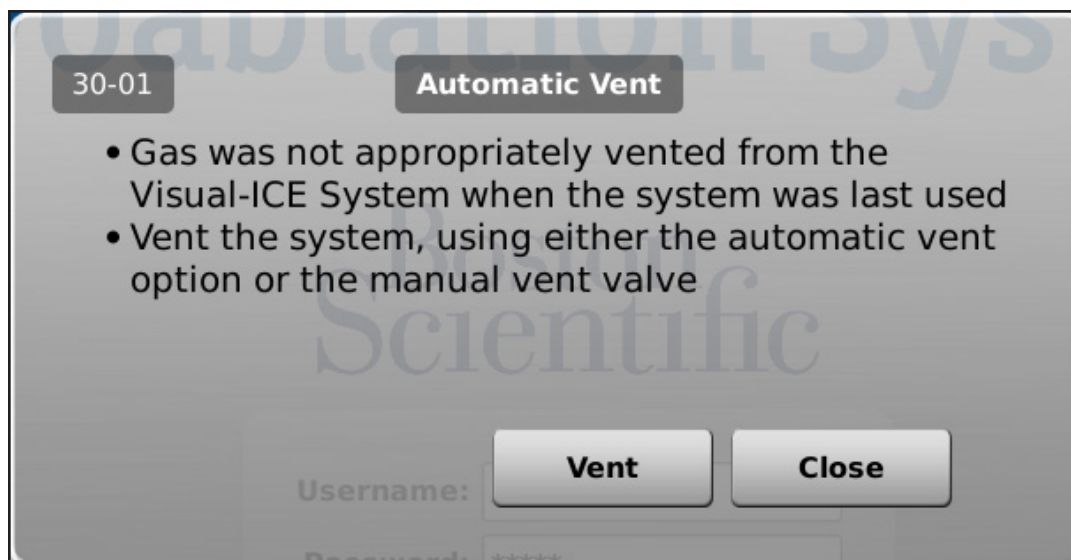 30-01
Automatic Vent
• Gas was not appropriately vented from the
Visual-ICE System when the system was last used
• Vent the system, using either the automatic vent
option or the manual vent valve
Boston
Scientific
Vent
Close
Username:
Password: *****